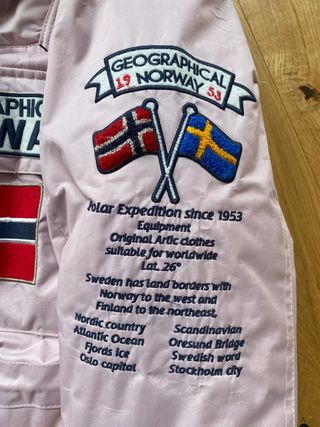 GEOGRAPHICAL
19 NORWAY 53
Polar Expedition since 1953
Equipment
Original Artic clothes
suitable for worldwide
Lat. 26°
Sweden has land borders with
Norway to the west and
Finland to the northeast,
Nordic country
Atlantic Ocean
Fjords ice
Oslo capital
Scandinavian
Oresund Bridge
Swedish word
Stockholm city